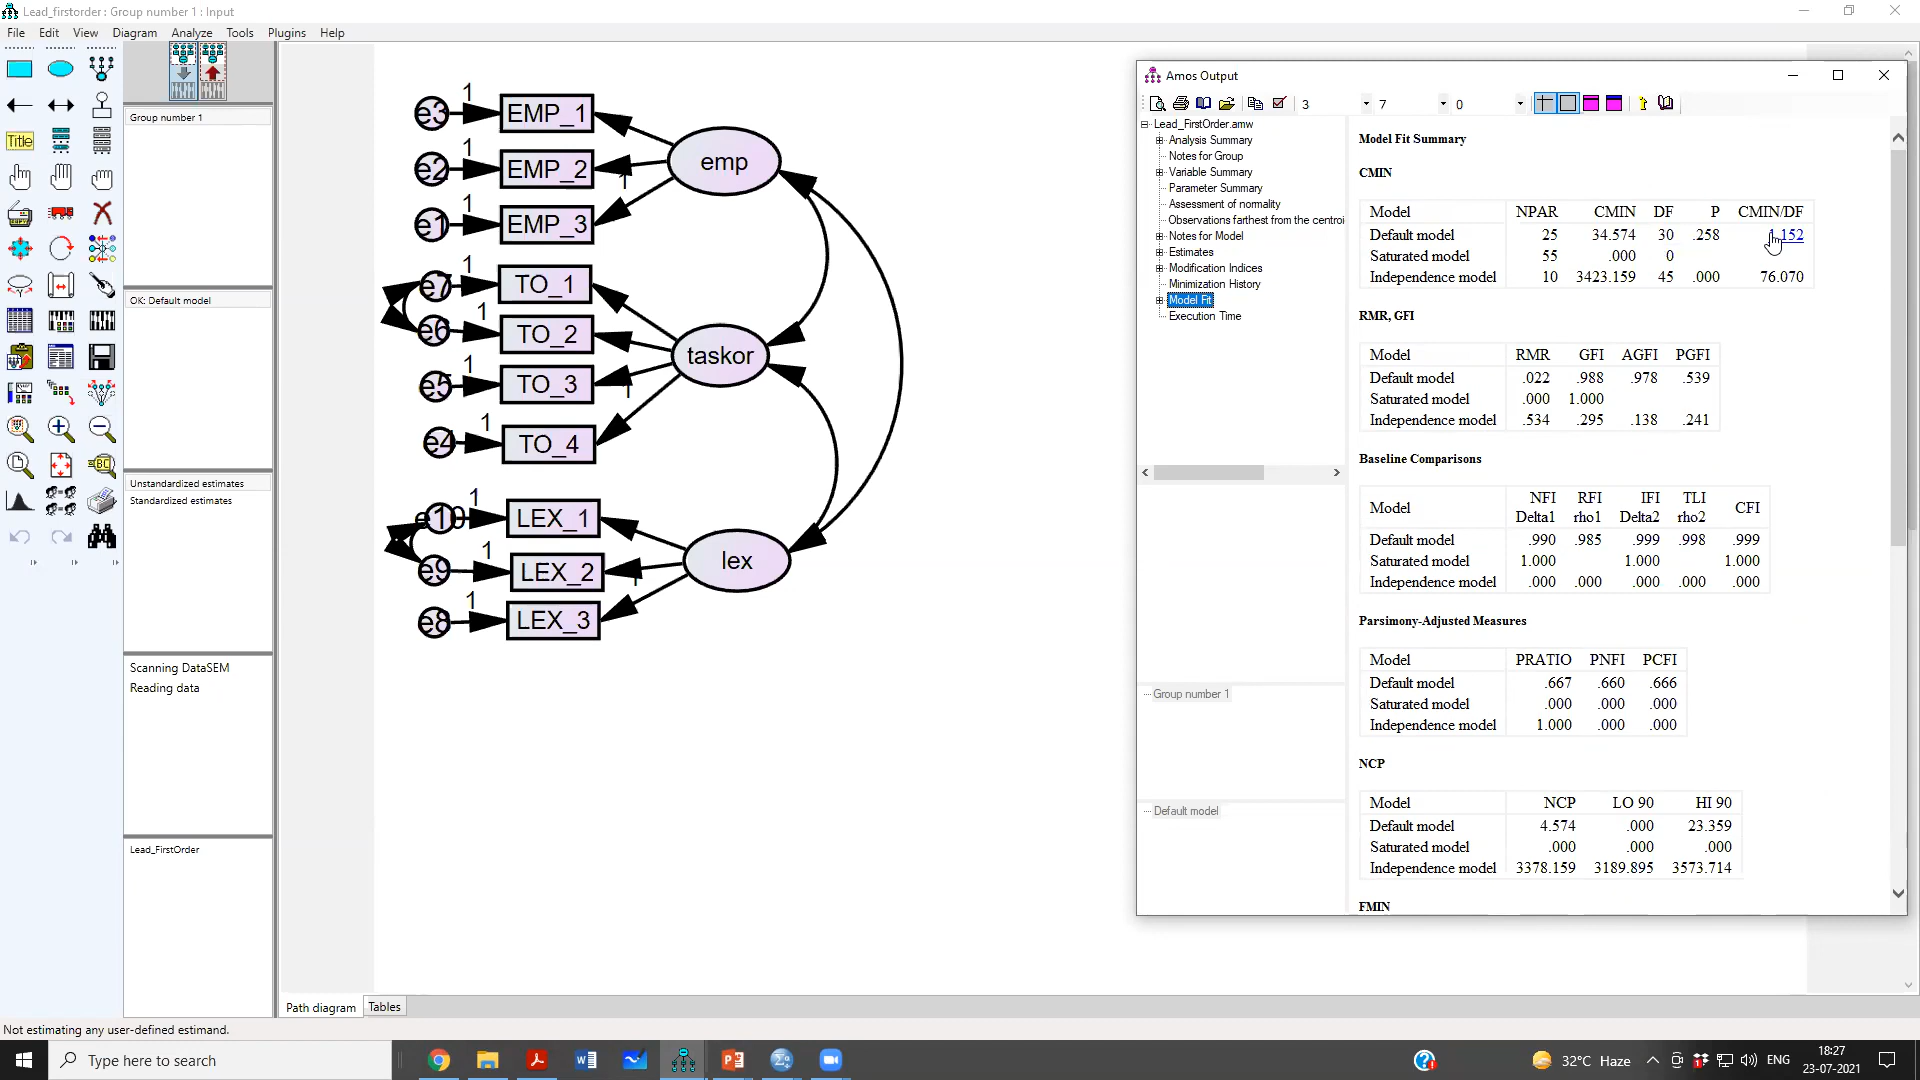 Lead_firstorder : Group number 1 : Input
File Edit View Diagram Analyze Tools Plugins Help
Title
Group number 1
OK: Default model
Unstandardized estimates
Standardized estimates
Scanning DataSEM
Reading data
Lead_FirstOrder
e3 1 EMP_1
e2 1 EMP_2
e1 1 EMP_3
emp
1
e7 1 TO_1
e6 1 TO_2
e5 1 TO_3
e4 1 TO_4
taskor
1
e10 1 LEX_1
e9 1 LEX_2
e8 1 LEX_3
lex
1
Path diagram Tables
Not estimating any user-defined estimand.
Amos Output
3 7 0
Lead_FirstOrder.amw
Analysis Summary
Notes for Group
Variable Summary
Parameter Summary
Assessment of normality
Observations farthest from the centroi
Notes for Model
Estimates
Modification Indices
Minimization History
Model Fit
Execution Time
Group number 1
Default model
Model Fit Summary
CMIN
Model NPAR CMIN DF P CMIN/DF
Default model 25 34.574 30 .258 1.152
Saturated model 55 .000 0
Independence model 10 3423.159 45 .000 76.070
RMR, GFI
Model RMR GFI AGFI PGFI
Default model .022 .988 .978 .539
Saturated model .000 1.000
Independence model .534 .295 .138 .241
Baseline Comparisons
Model NFI RFI IFI TLI CFI
Delta1 rho1 Delta2 rho2
Default model .990 .985 .999 .998 .999
Saturated model 1.000 1.000 1.000
Independence model .000 .000 .000 .000 .000
Parsimony-Adjusted Measures
Model PRATIO PNFI PCFI
Default model .667 .660 .666
Saturated model .000 .000 .000
Independence model 1.000 .000 .000
NCP
Model NCP LO 90 HI 90
Default model 4.574 .000 23.359
Saturated model .000 .000 .000
Independence model 3378.159 3189.895 3573.714
FMIN
Type here to search
32°C Haze
ENG
18:27
23-07-2021